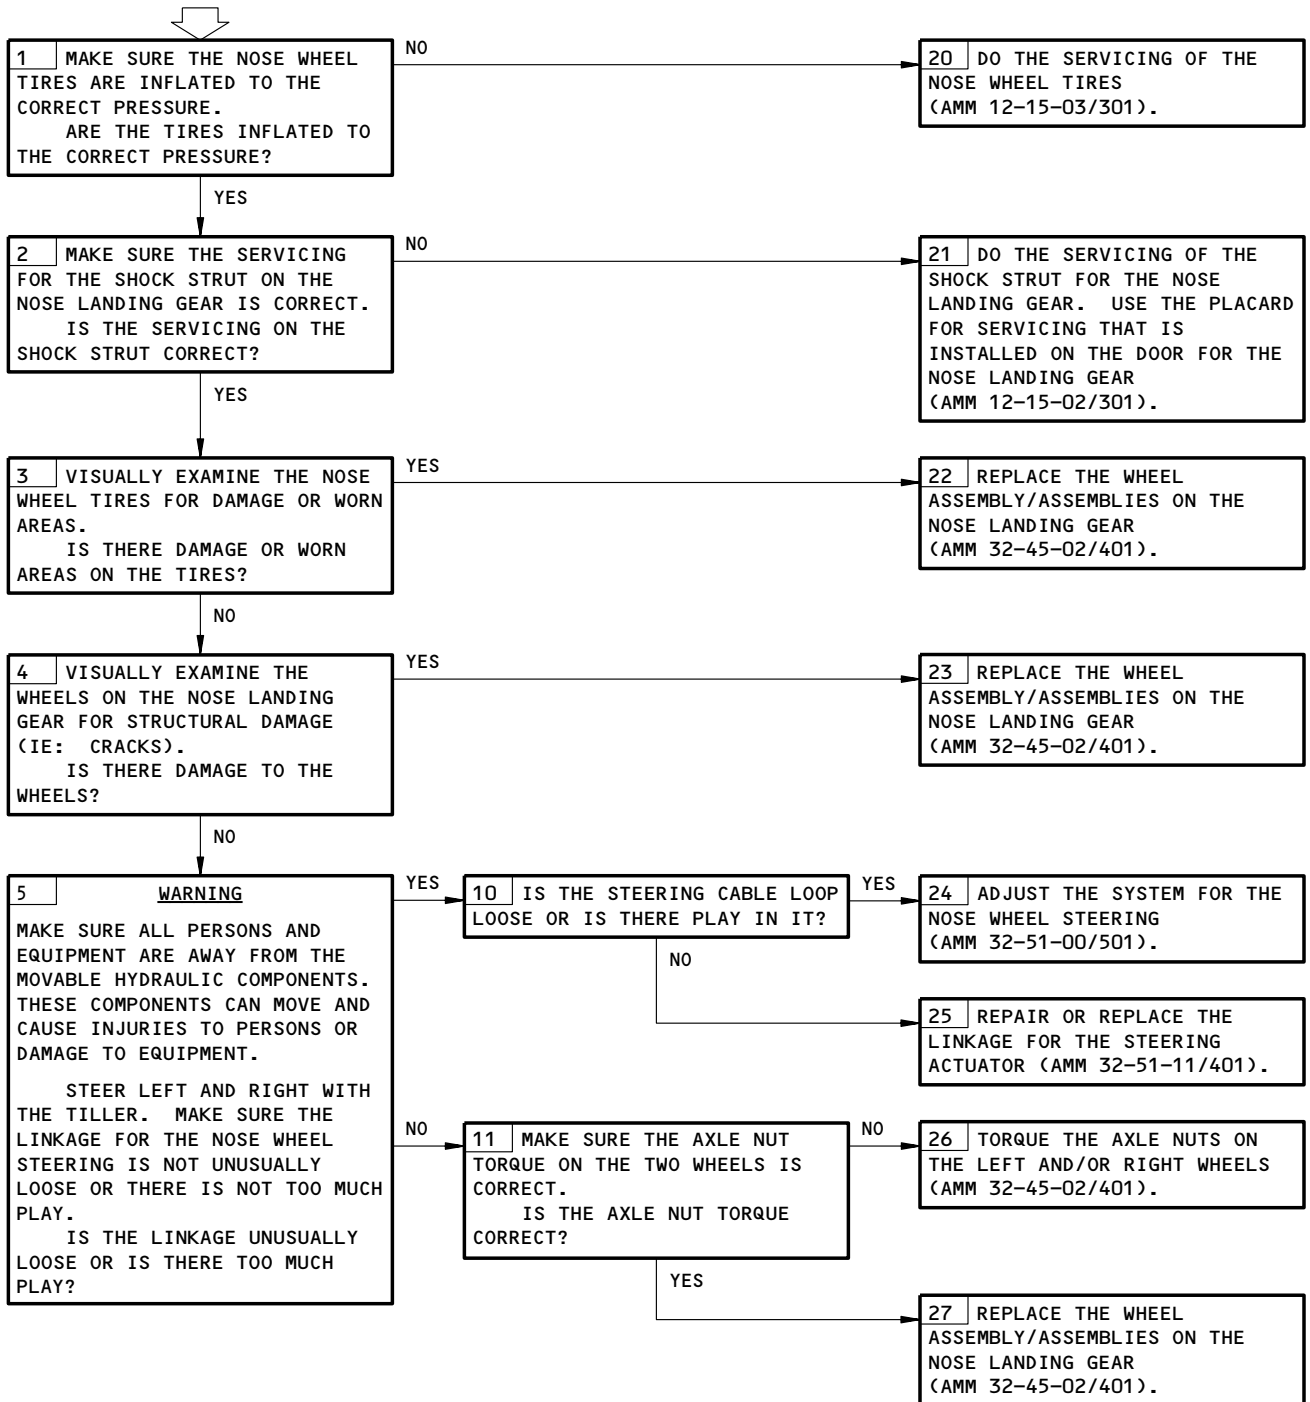 1 MAKE SURE THE NOSE WHEEL
TIRES ARE INFLATED TO THE
CORRECT PRESSURE.
ARE THE TIRES INFLATED TO
THE CORRECT PRESSURE?
NO
20 DO THE SERVICING OF THE
NOSE WHEEL TIRES
(AMM 12-15-03/301).
YES
2 MAKE SURE THE SERVICING
FOR THE SHOCK STRUT ON THE
NOSE LANDING GEAR IS CORRECT.
IS THE SERVICING ON THE
SHOCK STRUT CORRECT?
NO
21 DO THE SERVICING OF THE
SHOCK STRUT FOR THE NOSE
LANDING GEAR. USE THE PLACARD
FOR SERVICING THAT IS
INSTALLED ON THE DOOR FOR THE
NOSE LANDING GEAR
(AMM 12-15-02/301).
YES
3 VISUALLY EXAMINE THE NOSE
WHEEL TIRES FOR DAMAGE OR WORN
AREAS.
IS THERE DAMAGE OR WORN
AREAS ON THE TIRES?
YES
22 REPLACE THE WHEEL
ASSEMBLY/ASSEMBLIES ON THE
NOSE LANDING GEAR
(AMM 32-45-02/401).
NO
4 VISUALLY EXAMINE THE
WHEELS ON THE NOSE LANDING
GEAR FOR STRUCTURAL DAMAGE
(IE: CRACKS).
IS THERE DAMAGE TO THE
WHEELS?
YES
23 REPLACE THE WHEEL
ASSEMBLY/ASSEMBLIES ON THE
NOSE LANDING GEAR
(AMM 32-45-02/401).
NO
5 WARNING
MAKE SURE ALL PERSONS AND
EQUIPMENT ARE AWAY FROM THE
MOVABLE HYDRAULIC COMPONENTS.
THESE COMPONENTS CAN MOVE AND
CAUSE INJURIES TO PERSONS OR
DAMAGE TO EQUIPMENT.
STEER LEFT AND RIGHT WITH
THE TILLER. MAKE SURE THE
LINKAGE FOR THE NOSE WHEEL
STEERING IS NOT UNUSUALLY
LOOSE OR THERE IS NOT TOO MUCH
PLAY.
IS THE LINKAGE UNUSUALLY
LOOSE OR IS THERE TOO MUCH
PLAY?
YES
10 IS THE STEERING CABLE LOOP
LOOSE OR IS THERE PLAY IN IT?
YES
24 ADJUST THE SYSTEM FOR THE
NOSE WHEEL STEERING
(AMM 32-51-00/501).
NO
25 REPAIR OR REPLACE THE
LINKAGE FOR THE STEERING
ACTUATOR (AMM 32-51-11/401).
NO
11 MAKE SURE THE AXLE NUT
TORQUE ON THE TWO WHEELS IS
CORRECT.
IS THE AXLE NUT TORQUE
CORRECT?
NO
26 TORQUE THE AXLE NUTS ON
THE LEFT AND/OR RIGHT WHEELS
(AMM 32-45-02/401).
YES
27 REPLACE THE WHEEL
ASSEMBLY/ASSEMBLIES ON THE
NOSE LANDING GEAR
(AMM 32-45-02/401).